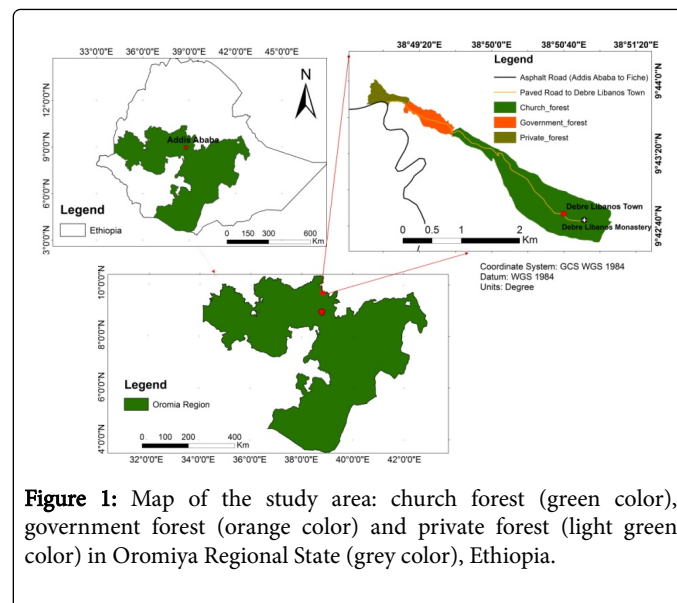 33°0'0"E 36°0'0"E 39°0'0"E 42°0'0"E 45°0'0"E
12°0'0"N
9°0'0"N
6°0'0"N
3°0'0"N
N
Addis Ababa
Legend
Ethiopia
0 150 300 600
Km
38°49'20"E 38°50'0"E 38°50'40"E 38°51'20"E
9°44'0"N
9°43'20"N
9°42'40"N
Legend
Asphalt Road (Addis Ababa to Fiche)
Paved Road to Debre Libanos Town
Church_forest
Government_forest
Private_forest
Debre Libanos Town
Debre Libanos Monastery
0 0.5 1 2
Km
Coordinate System: GCS WGS 1984
Datum: WGS 1984
Units: Degree
10°0'0"N
8°0'0"N
6°0'0"N
4°0'0"N
Legend
Oromia Region
0 100 200 400
Km
32°0'0"E 34°0'0"E 36°0'0"E 38°0'0"E 40°0'0"E 42°0'0"E
Figure 1: Map of the study area: church forest (green color),
government forest (orange color) and private forest (light green
color) in Oromiya Regional State (grey color), Ethiopia.